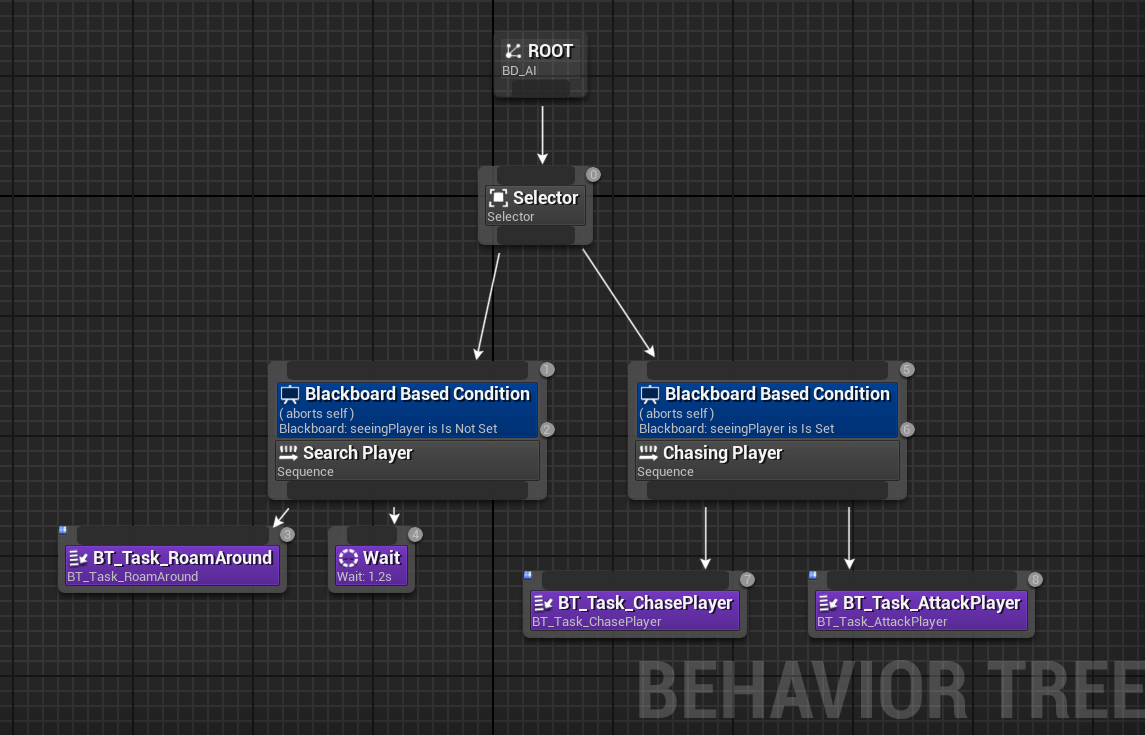 ROOT
BD_AI
0
Selector
Selector
1
Blackboard Based Condition
( aborts self )
Blackboard: seeingPlayer is Is Not Set
2
Search Player
Sequence
5
Blackboard Based Condition
( aborts self )
Blackboard: seeingPlayer is Is Set
6
Chasing Player
Sequence
3
BT_Task_RoamAround
BT_Task_RoamAround
4
Wait
Wait: 1.2s
7
BT_Task_ChasePlayer
BT_Task_ChasePlayer
8
BT_Task_AttackPlayer
BT_Task_AttackPlayer
BEHAVIOR TREE